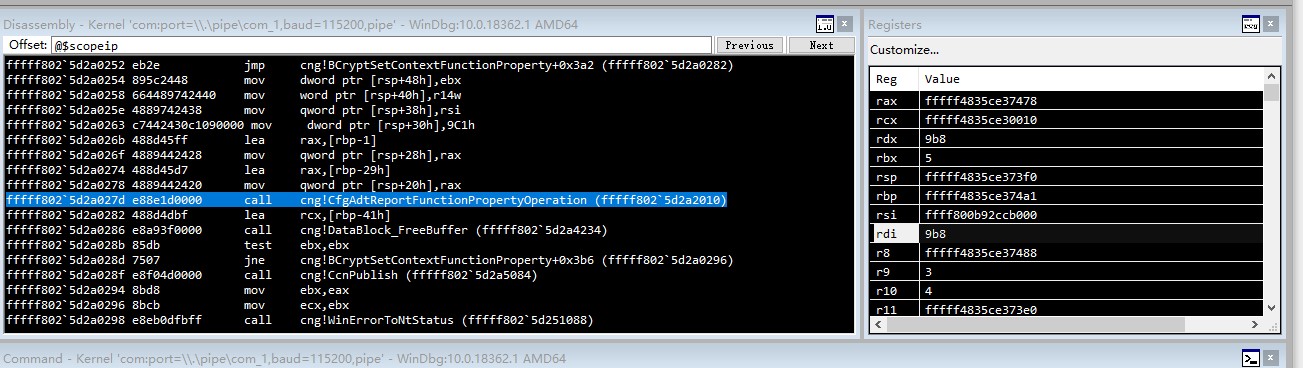 Disassembly - Kernel 'com:port=\\.\pipe\com_1,baud=115200,pipe' - WinDbg:10.0.18362.1 AMD64
Offset: @$scopeip Previous Next
fffff802`5d2a0252 eb2e jmp cng!BCryptSetContextFunctionProperty+0x3a2 (fffff802`5d2a0282)
fffff802`5d2a0254 895c2448 mov dword ptr [rsp+48h],ebx
fffff802`5d2a0258 664489742440 mov word ptr [rsp+40h],r14w
fffff802`5d2a025e 4889742438 mov qword ptr [rsp+38h],rsi
fffff802`5d2a0263 c7442430c1090000 mov dword ptr [rsp+30h],9C1h
fffff802`5d2a026b 488d45ff lea rax,[rbp-1]
fffff802`5d2a026f 4889442428 mov qword ptr [rsp+28h],rax
fffff802`5d2a0274 488d45d7 lea rax,[rbp-29h]
fffff802`5d2a0278 4889442420 mov qword ptr [rsp+20h],rax
fffff802`5d2a027d e88e1d0000 call cng!CfgAdtReportFunctionPropertyOperation (fffff802`5d2a2010)
fffff802`5d2a0282 488d4dbf lea rcx,[rbp-41h]
fffff802`5d2a0286 e8a93f0000 call cng!DataBlock_FreeBuffer (fffff802`5d2a4234)
fffff802`5d2a028b 85db test ebx,ebx
fffff802`5d2a028d 7507 jne cng!BCryptSetContextFunctionProperty+0x3b6 (fffff802`5d2a0296)
fffff802`5d2a028f e8f04d0000 call cng!CcnPublish (fffff802`5d2a5084)
fffff802`5d2a0294 8bd8 mov ebx,eax
fffff802`5d2a0296 8bcb mov ecx,ebx
fffff802`5d2a0298 e8eb0dfbff call cng!WinErrorToNtStatus (fffff802`5d251088)
Registers
Customize...
Reg Value
rax fffff4835ce37478
rcx fffff4835ce30010
rdx 9b8
rbx 5
rsp fffff4835ce373f0
rbp fffff4835ce374a1
rsi ffff800b92ccb000
rdi 9b8
r8 fffff4835ce37488
r9 3
r10 4
r11 fffff4835ce373e0
Command - Kernel 'com:port=\\.\pipe\com_1,baud=115200,pipe' - WinDbg:10.0.18362.1 AMD64